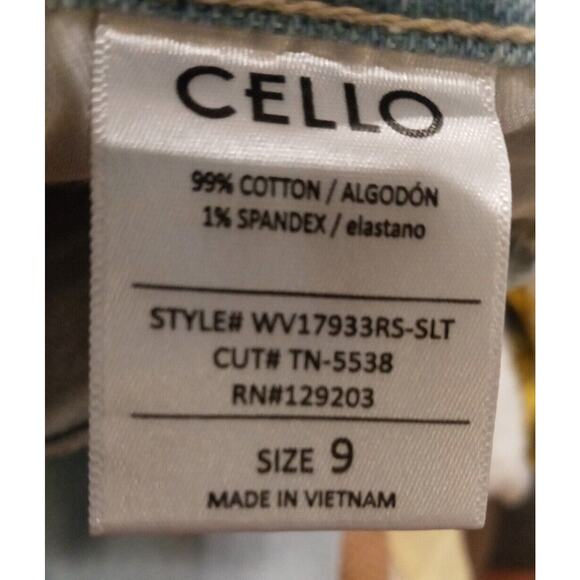 CELLO
99% COTTON / ALGODÓN
1% SPANDEX / elastano
STYLE# WV17933RS-SLT
CUT# TN-5538
RN#129203
SIZE 9
MADE IN VIETNAM